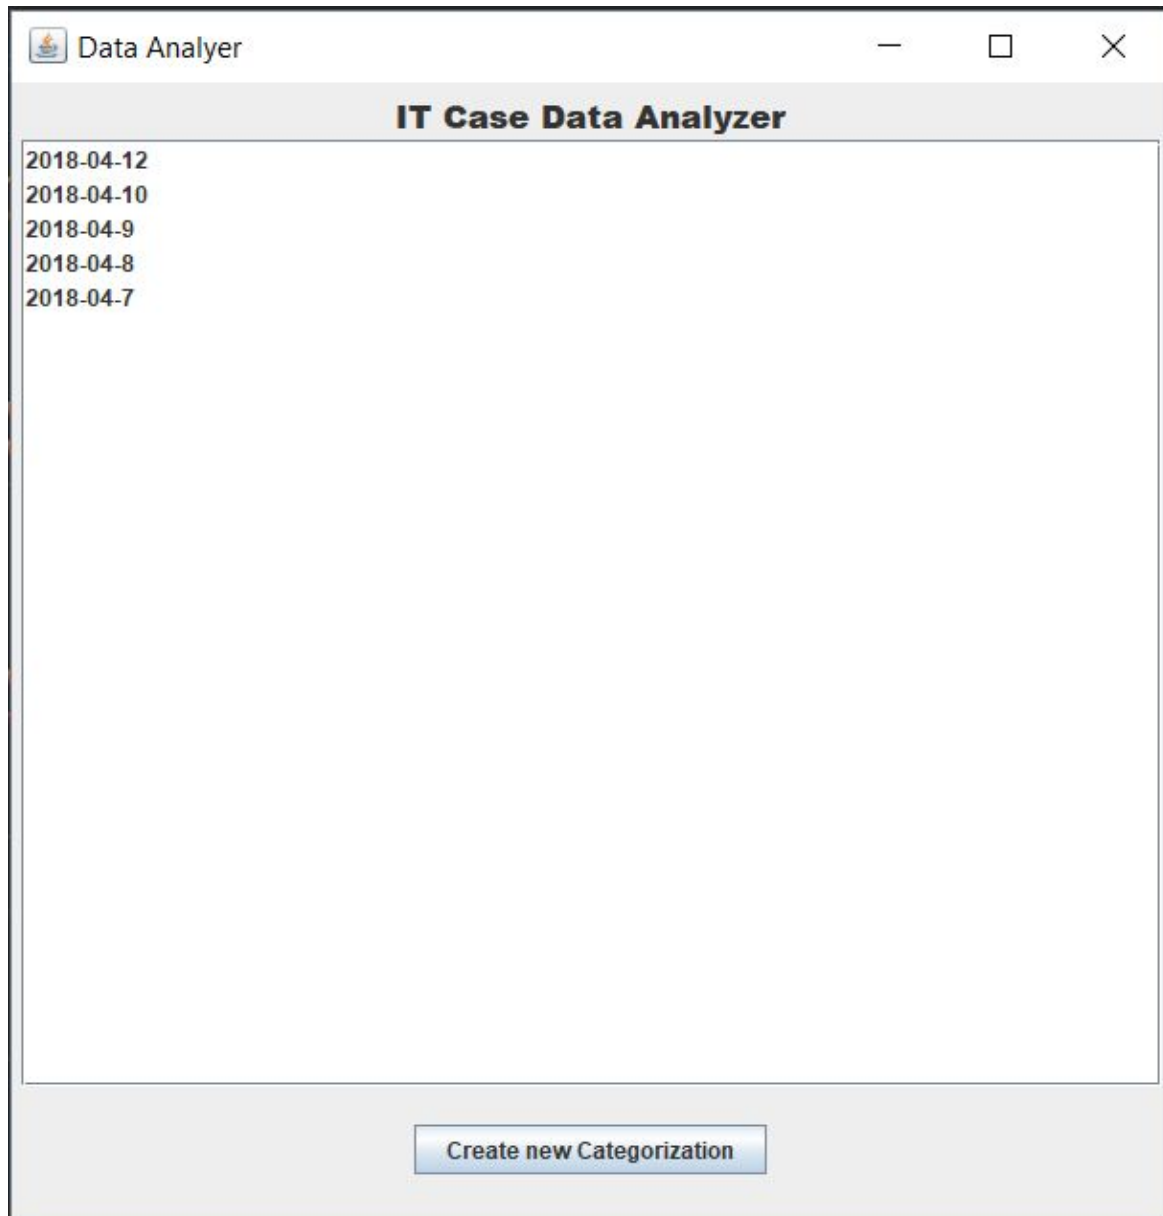 Data Analyer
IT Case Data Analyzer
2018-04-12
2018-04-10
2018-04-9
2018-04-8
2018-04-7
Create new Categorization